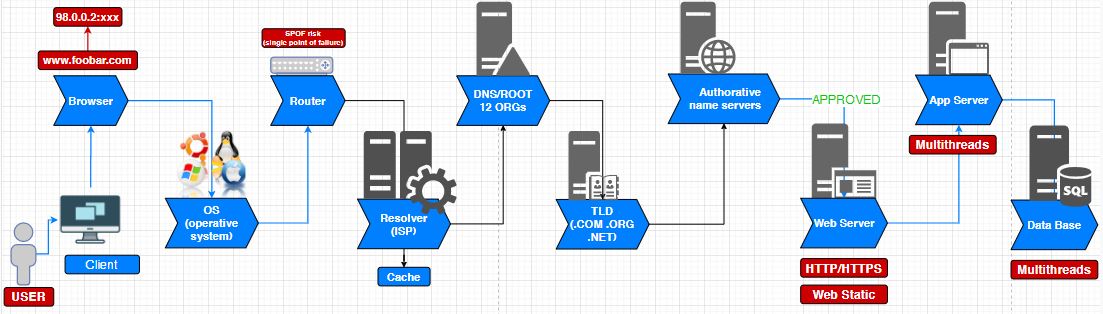 98.0.0.2:xxx
www.foobar.com
Browser
USER
Client
OS
(operative
system)
SPOF risk
(single point of failure)
Router
Resolver
(ISP)
Cache
DNS/ROOT
12 ORGs
TLD
(.COM .ORG
.NET)
Authorative
name servers
APPROVED
Web Server
HTTP/HTTPS
Web Static
App Server
Multithreads
SQL
Data Base
Multithreads